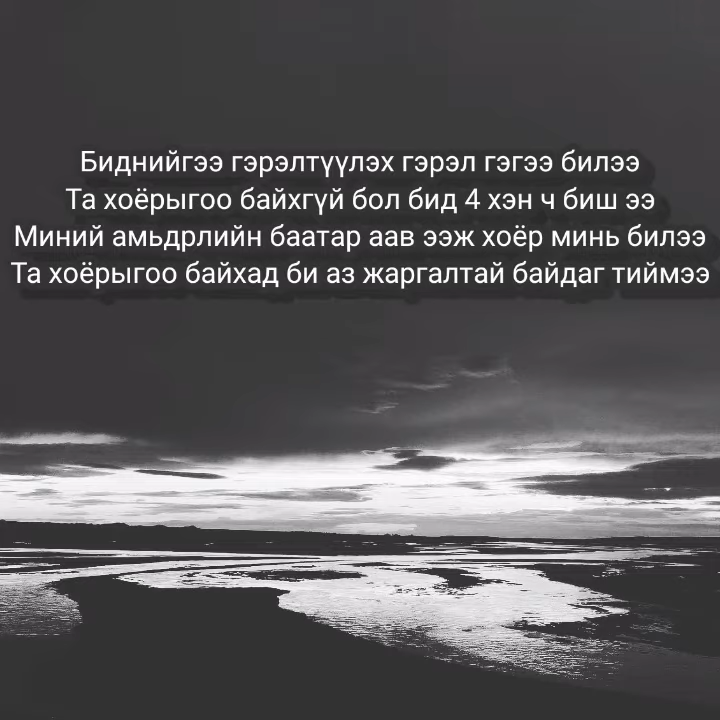 Биднийгээ гэрэлтүүлэх гэрэл гэгээ билээ
Та хоёрыгоо байхгүй бол бид 4 хэн ч биш ээ
Миний амьдрлийн баатар аав ээж хоёр минь билээ
Та хоёрыгоо байхад би аз жаргалтай байдаг тиймээ